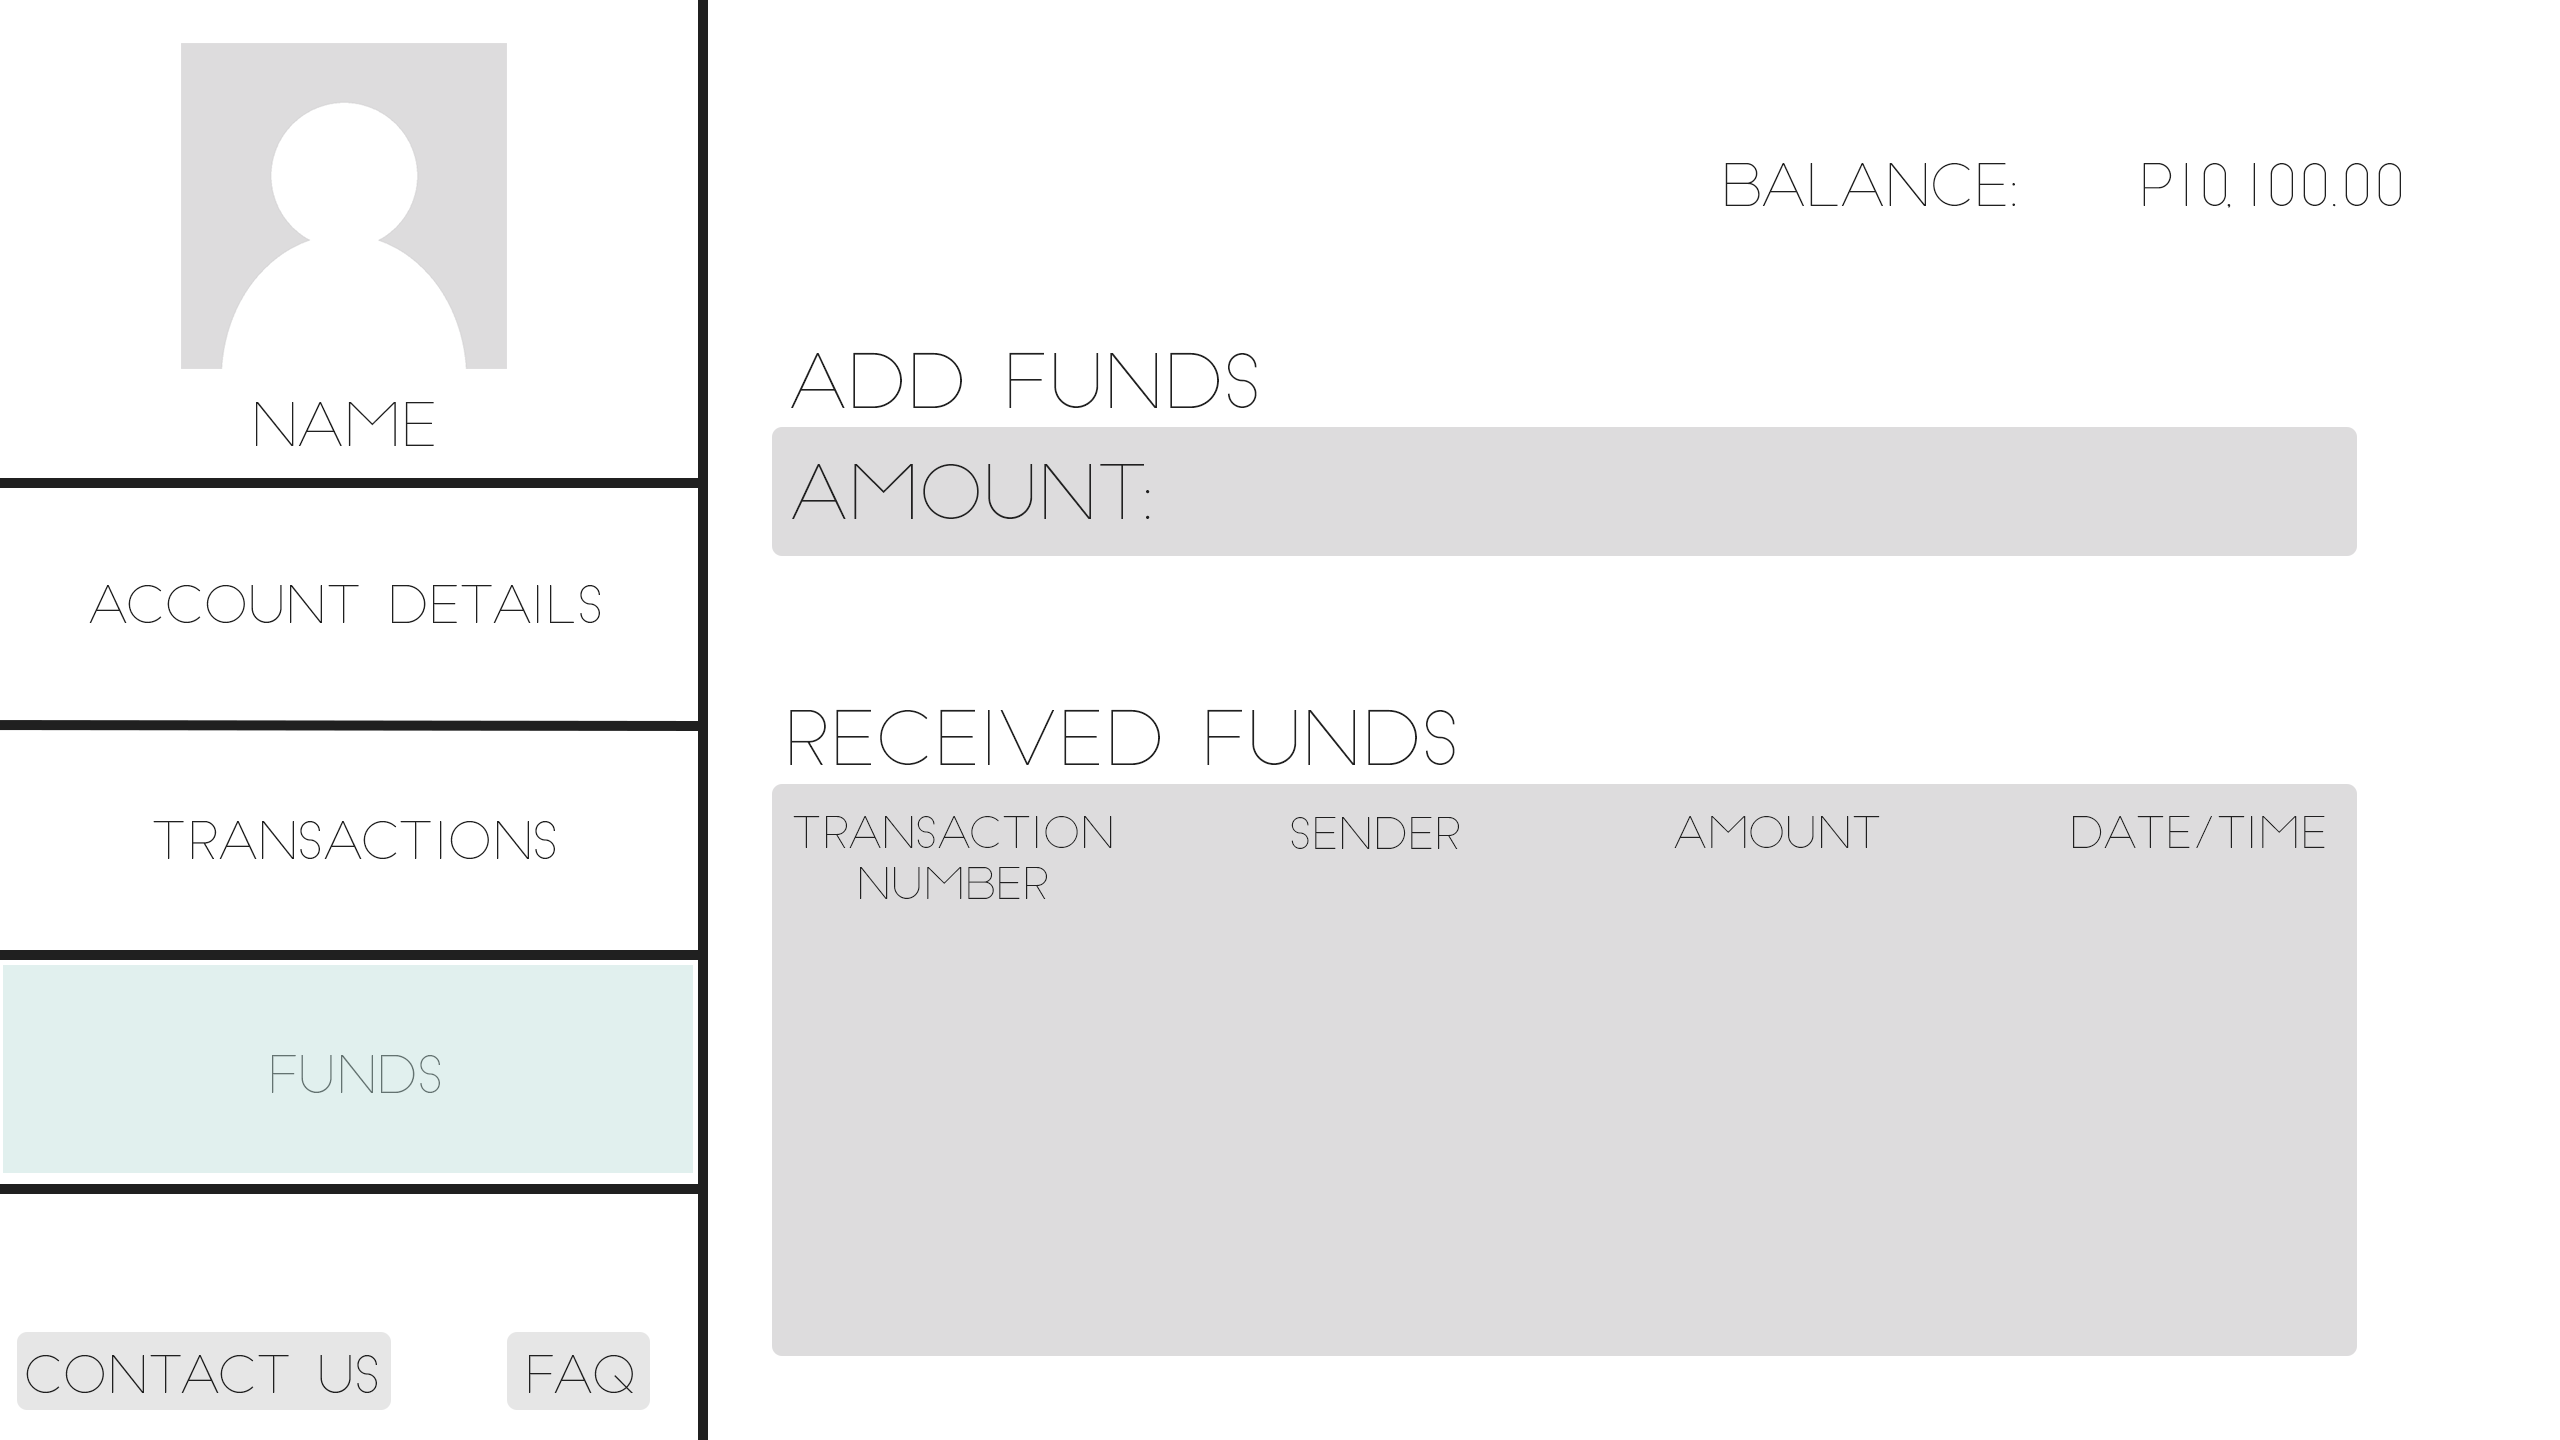 NAME
ACCOUNT DETAILS
TRANSACTIONS
FUNDS
CONTACT US
FAQ
BALANCE: P10,100.00
ADD FUNDS
AMOUNT:
RECEIVED FUNDS
TRANSACTION SENDER AMOUNT DATE/TIME
NUMBER